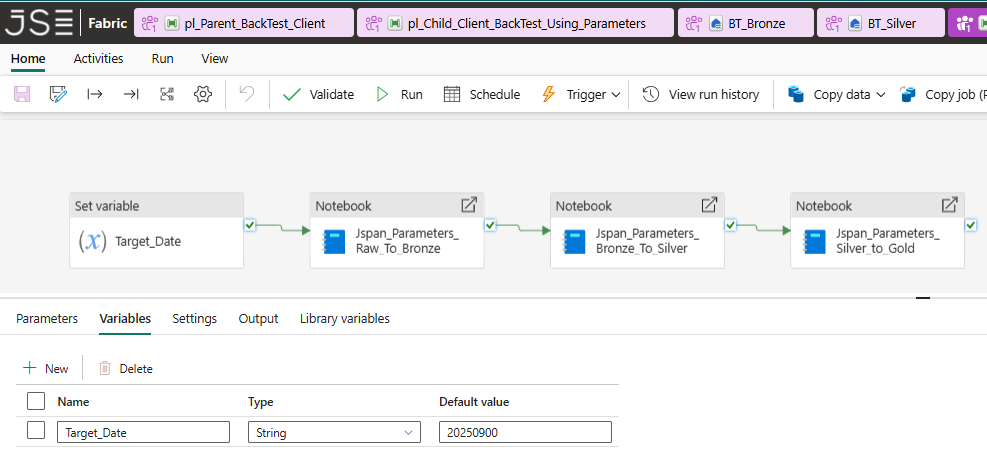 JSE Fabric pl_Parent_BackTest_Client pl_Child_Client_BackTest_Using_Parameters BT_Bronze BT_Silver
Home Activities Run View
Validate Run Schedule Trigger View run history Copy data Copy job (P
Set variable Notebook Notebook Notebook
(x) Target_Date
Jspan_Parameters_
Raw_To_Bronze
Jspan_Parameters_
Bronze_To_Silver
Jspan_Parameters_
Silver_to_Gold
Parameters Variables Settings Output Library variables
New Delete
Name Type Default value
Target_Date String 20250900